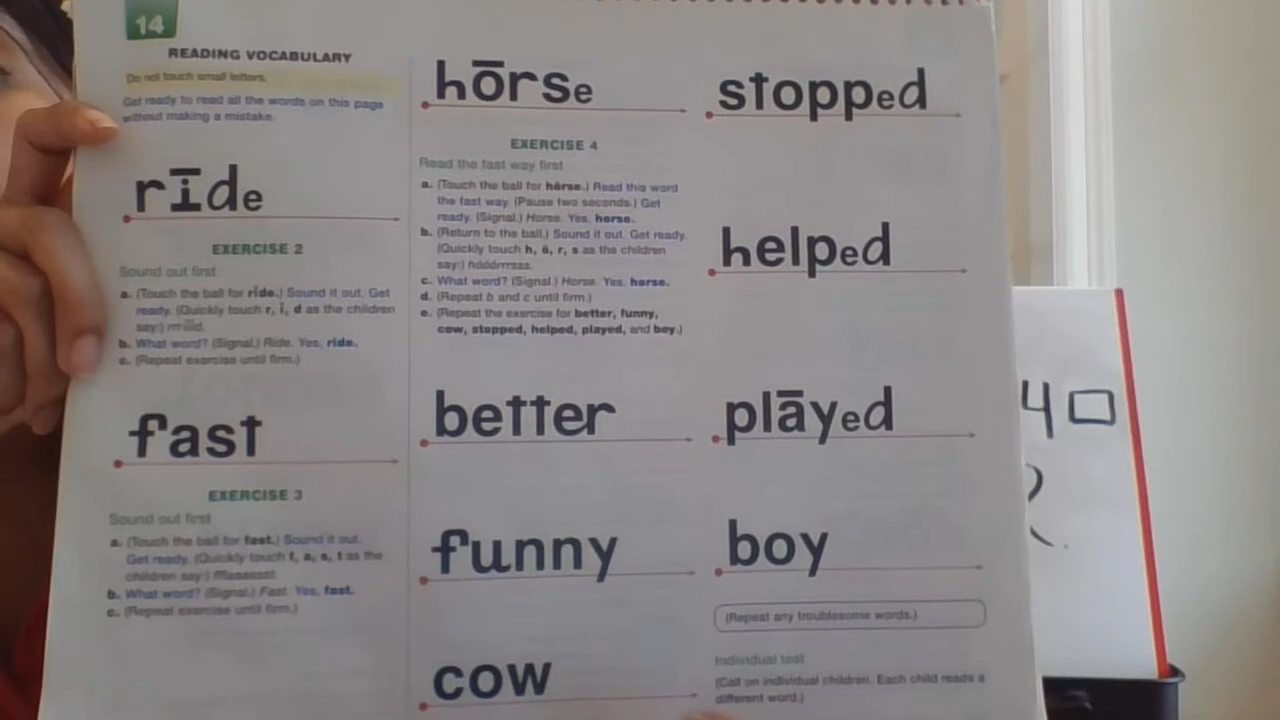 14
READING VOCABULARY
Do not touch small letters.
Get ready to read all the words on this page
without making a mistake.
rīde
EXERCISE 2
Sound out first
a. (Touch the ball for rīde.) Sound it out. Get
ready. (Quickly touch r, ī, d as the children
say:)
b. What word? (Signal.) Ride. Yes, ride.
c. (Repeat exercise until firm.)
fast
EXERCISE 3
Sound out first
a. (Touch the ball for fast.) Sound it out.
Get ready. (Quickly touch f, a, s, t as the
children say:)
b. What word? (Signal.) Fast. Yes, fast.
c. (Repeat exercise until firm.)
hōrse
EXERCISE 4
Read the fast way first
a. (Touch the ball for hōrse.) Read this word
the fast way. (Pause two seconds.) Get
ready. (Signal.) Horse. Yes, horse.
b. (Return to the ball.) Sound it out. Get ready.
(Quickly touch h, ō, r, s as the children
say:)
c. What word? (Signal.) Horse. Yes, horse.
d. (Repeat b and c until firm.)
e. (Repeat the exercise for better, funny,
cow, stopped, helped, played, and boy.)
better
funny
cow
stopped
helped
plāyed
boy
(Repeat any troublesome words.)
Individual test
(Call on individual children. Each child reads a
different word.)
4